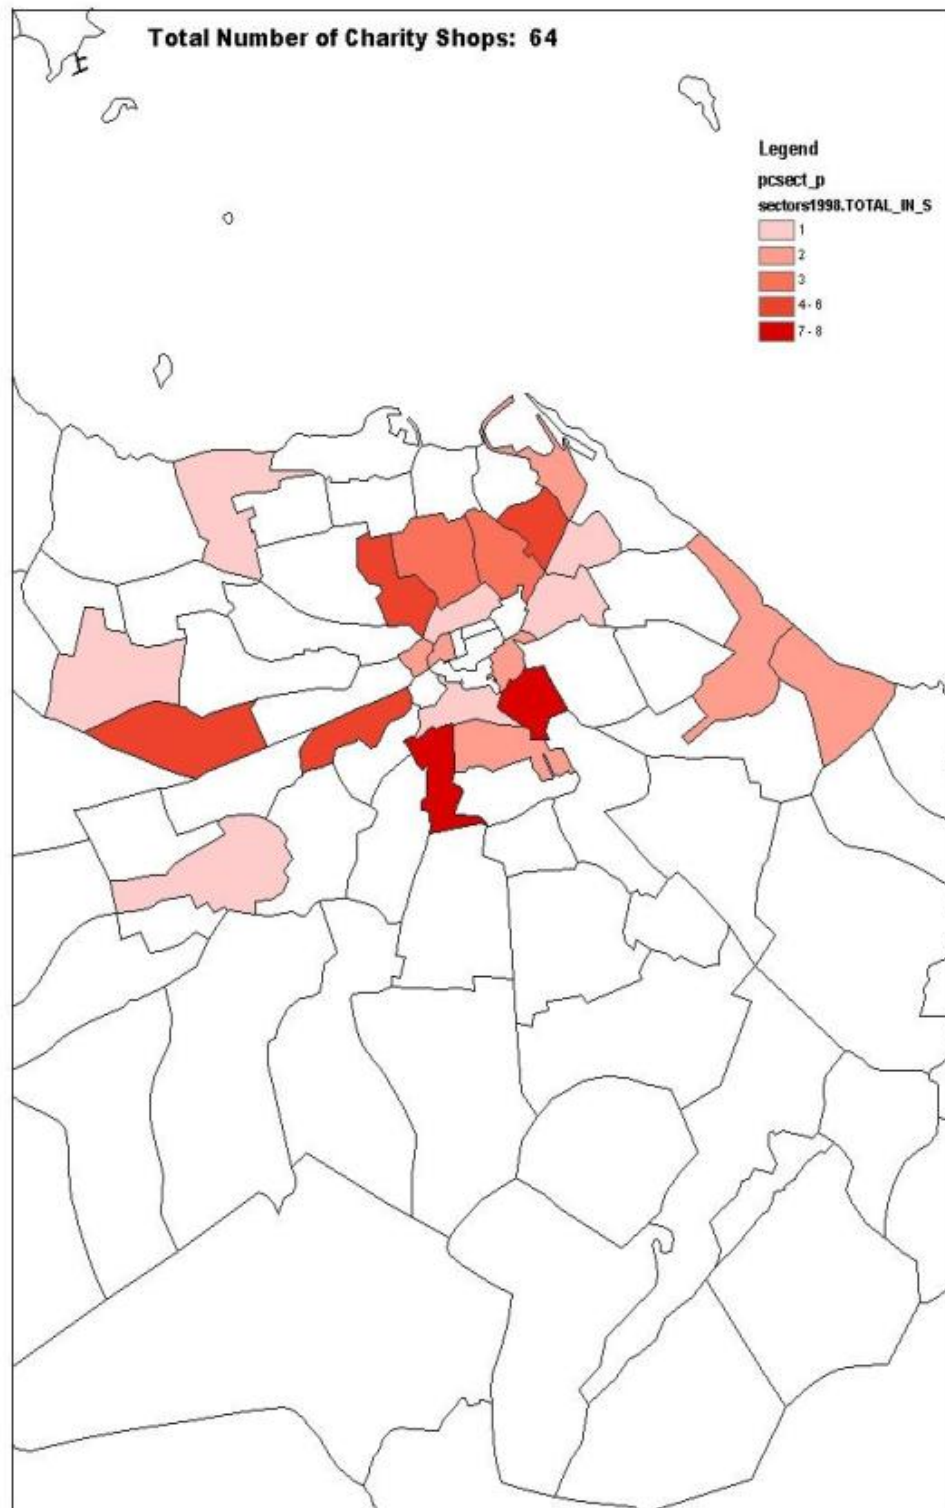 Total Number of Charity Shops: 64
Legend
pcsect_p
sectors1998.TOTAL_IN_S
1
2
3
4 - 6
7 - 8